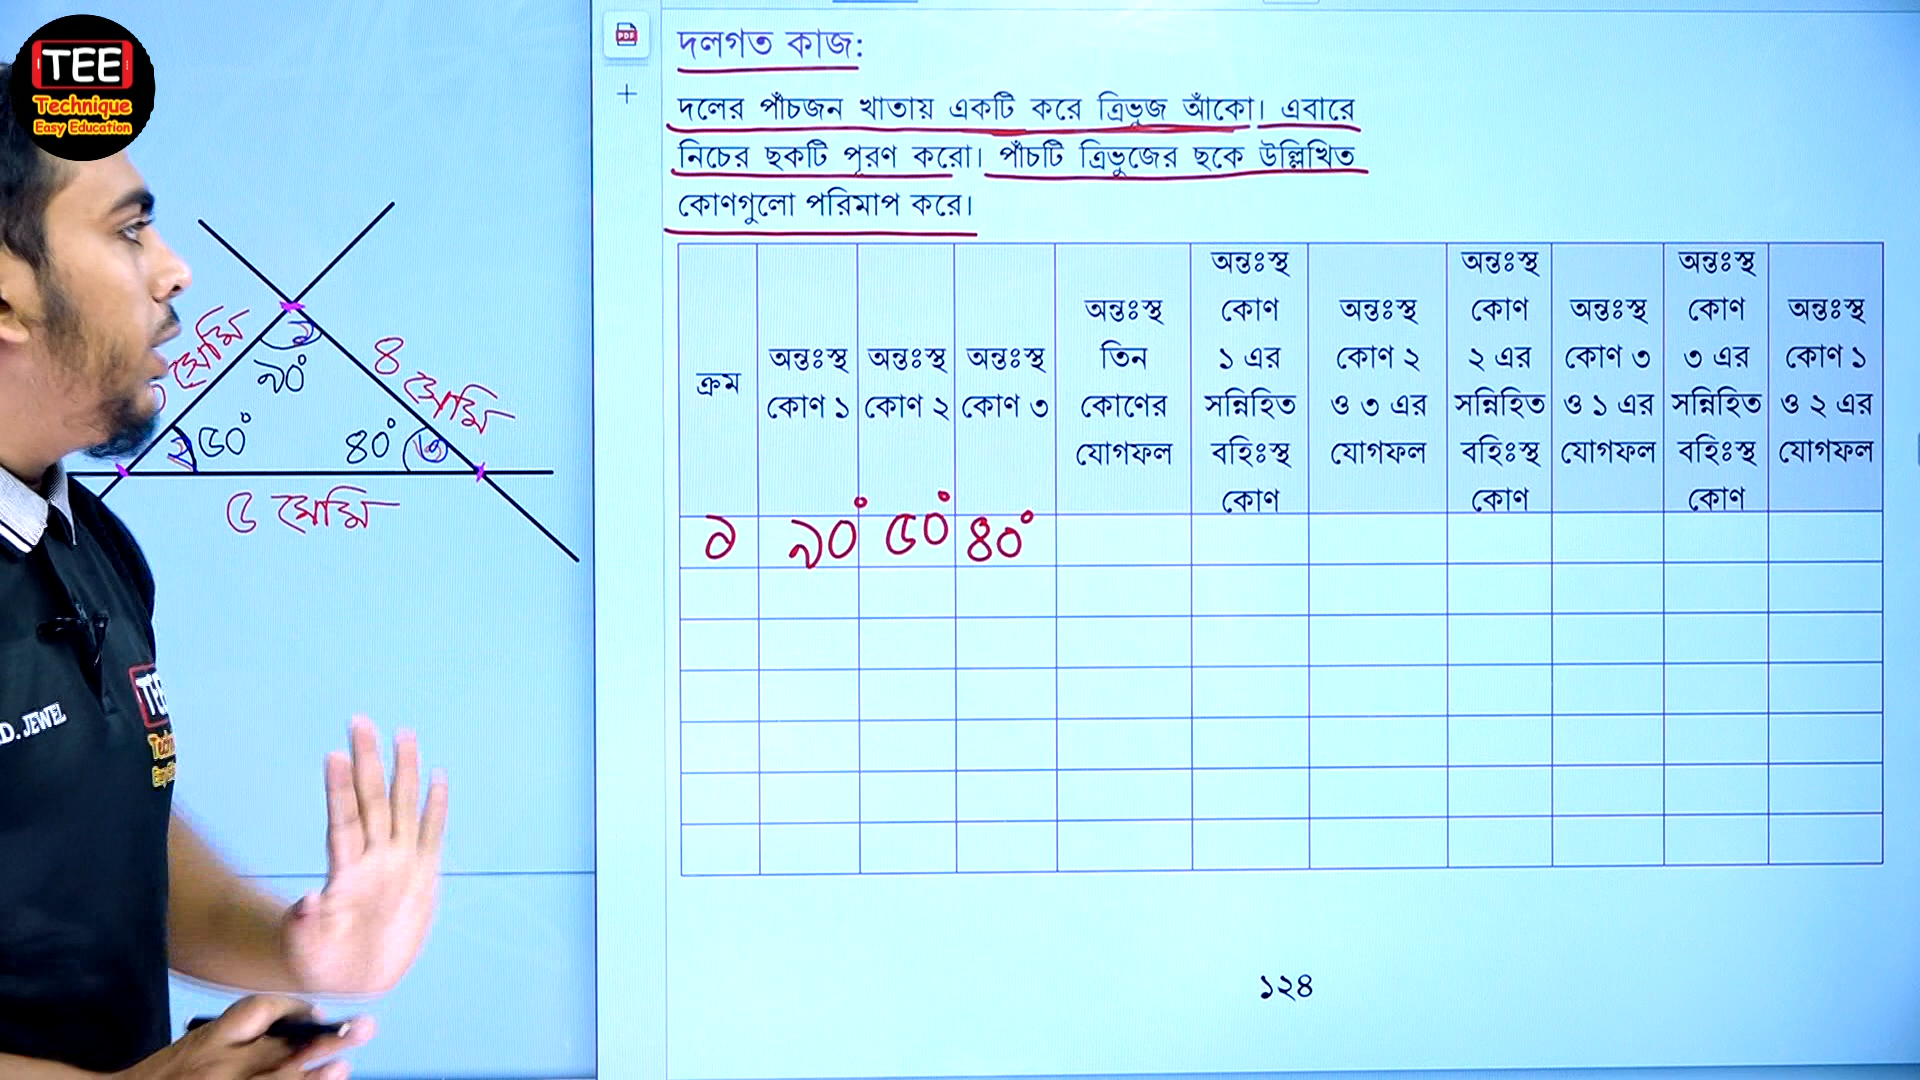 TEE
Technique
Easy Education
দলগত কাজ:
দলের পাঁচজন খাতায় একটি করে ত্রিভুজ আঁকো। এবারে
নিচের ছকটি পূরণ করো। পাঁচটি ত্রিভুজের ছকে উল্লিখিত
কোণগুলো পরিমাপ করে।
ক্রম
অন্তঃস্থ
কোণ ১
অন্তঃস্থ
কোণ ২
অন্তঃস্থ
কোণ ৩
অন্তঃস্থ
তিন
কোণের
যোগফল
অন্তঃস্থ
কোণ
১ এর
সন্নিহিত
বহিঃস্থ
কোণ
অন্তঃস্থ
কোণ ২
ও ৩ এর
যোগফল
অন্তঃস্থ
কোণ
২ এর
সন্নিহিত
বহিঃস্থ
কোণ
অন্তঃস্থ
কোণ ৩
ও ১ এর
যোগফল
অন্তঃস্থ
কোণ
৩ এর
সন্নিহিত
বহিঃস্থ
কোণ
অন্তঃস্থ
কোণ ১
ও ২ এর
যোগফল
১ ৯০° ৫০° ৪০°
সেমি
৪ সেমি
১
৯০°
২ ৫০°
৪০° ৩
৫ সেমি
D. JEWEL
১২৪